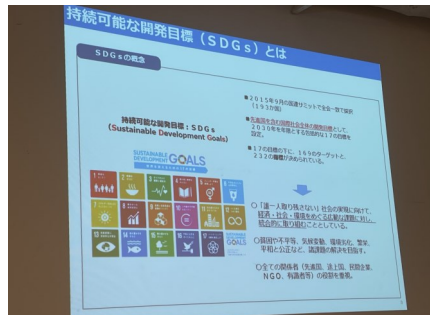 持続可能な開発目標(SDGs)とは
SDGsの概念
■2015年9月の国連サミットで全会一致で採択
(193か国)
■先進国を含む国際社会全体の開発目標として、
2030年を年限とする包括的な17の目標を
設定。
■17の目標の下に、169のターゲットと、
232の指標が決められている。
持続可能な開発目標:SDGs
(Sustainable Development Goals)
SUSTAINABLE
DEVELOPMENT GOALS
○「誰一人取り残さない」社会の実現に向けて、
経済・社会・環境をめぐる広範な課題に対し、
統合的に取り組むこととしている。
○貧困や不平等、気候変動、環境劣化、繁栄、
平和と公正など、諸課題の解決を目指す。
○全ての関係者(先進国、途上国、民間企業、
NGO、有識者等)の役割を重視。